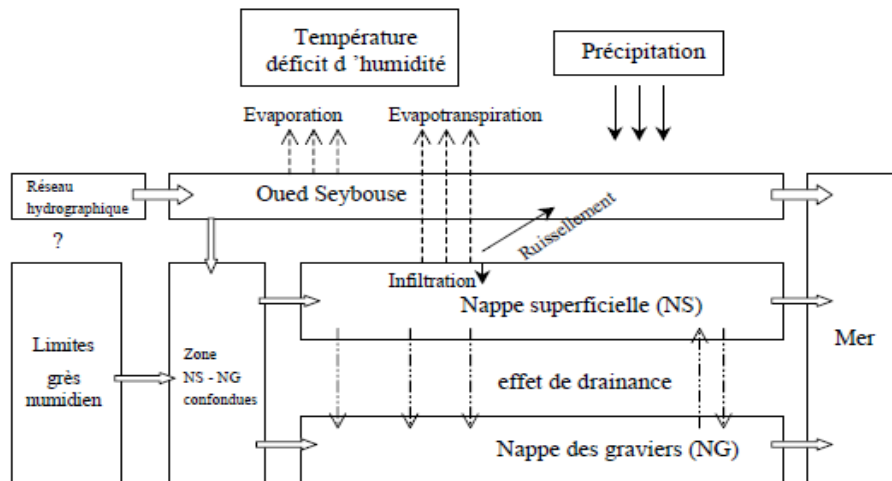 Température
déficit d ’humidité
Précipitation
Evaporation
Evapotranspiration
Réseau
hydrographique
Oued Seybouse
?
Ruissellement
Infiltration
Nappe superficielle (NS)
Limites
grès
numidien
Zone
NS - NG
confondues
effet de drainance
Mer
Nappe des graviers (NG)